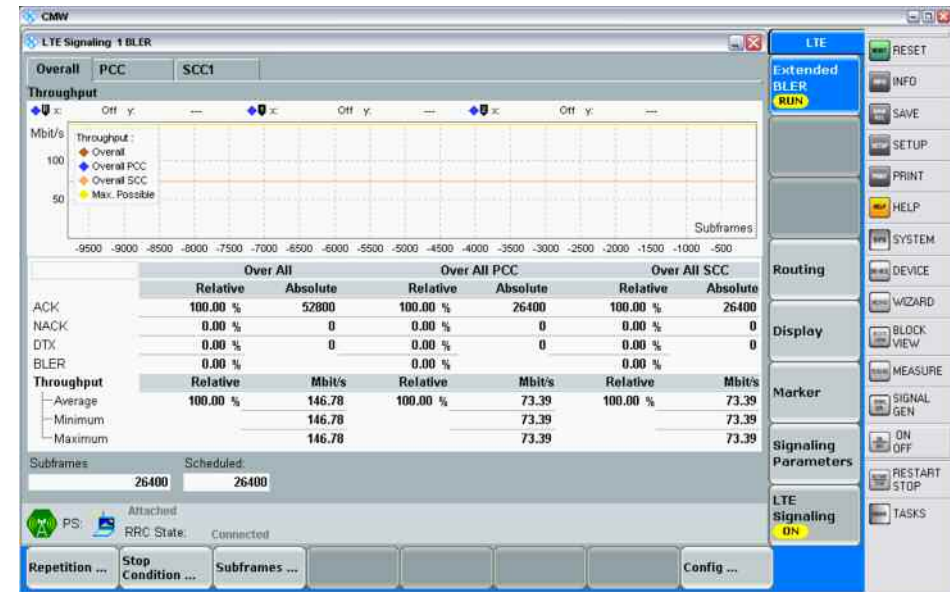 CMW
LTE Signaling 1 BLER
LTE
Overall PCC SCC1
Throughput
x: Off y: --- x: Off y: --- x: Off y: ---
Mbit/s
100
50
Throughput :
Overall
Overall PCC
Overall SCC
Max. Possible
Subframes
-9500 -9000 -8500 -8000 -7500 -7000 -6500 -6000 -5500 -5000 -4500 -4000 -3500 -3000 -2500 -2000 -1500 -1000 -500
Over All Over All PCC Over All SCC
Relative Absolute Relative Absolute Relative Absolute
ACK 100.00 % 52800 100.00 % 26400 100.00 % 26400
NACK 0.00 % 0 0.00 % 0 0.00 % 0
DTX 0.00 % 0 0.00 % 0 0.00 % 0
BLER 0.00 % 0.00 % 0.00 %
Throughput Relative Mbit/s Relative Mbit/s Relative Mbit/s
Average 100.00 % 146.78 100.00 % 73.39 100.00 % 73.39
Minimum 146.78 73.39 73.39
Maximum 146.78 73.39 73.39
Subframes Scheduled:
26400 26400
PS: Attached
RRC State: Connected
Repetition ...
Stop
Condition ...
Subframes ...
Config ...
Extended
BLER
RUN
Routing
Display
Marker
Signaling
Parameters
LTE
Signaling
ON
RESET
INFO
SAVE
SETUP
PRINT
HELP
SYSTEM
DEVICE
WIZARD
BLOCK
VIEW
MEASURE
SIGNAL
GEN
ON
OFF
RESTART
STOP
TASKS